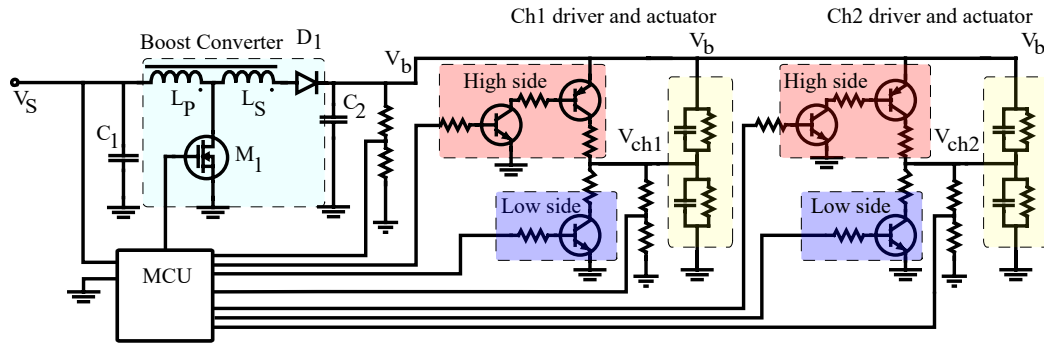 Ch1 driver and actuator
Ch2 driver and actuator
Boost Converter
D1
Vb
Vb
Vb
High side
High side
VS
LP
LS
C2
C1
M1
Vch1
Vch2
Low side
Low side
MCU